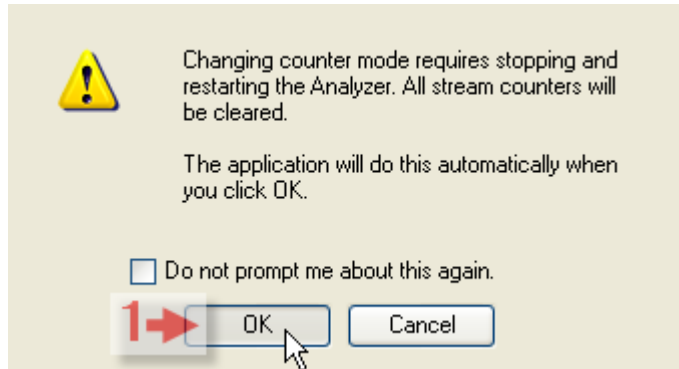 Changing counter mode requires stopping and
restarting the Analyzer. All stream counters will
be cleared.
The application will do this automatically when
you click OK.
Do not prompt me about this again.
1 OK Cancel